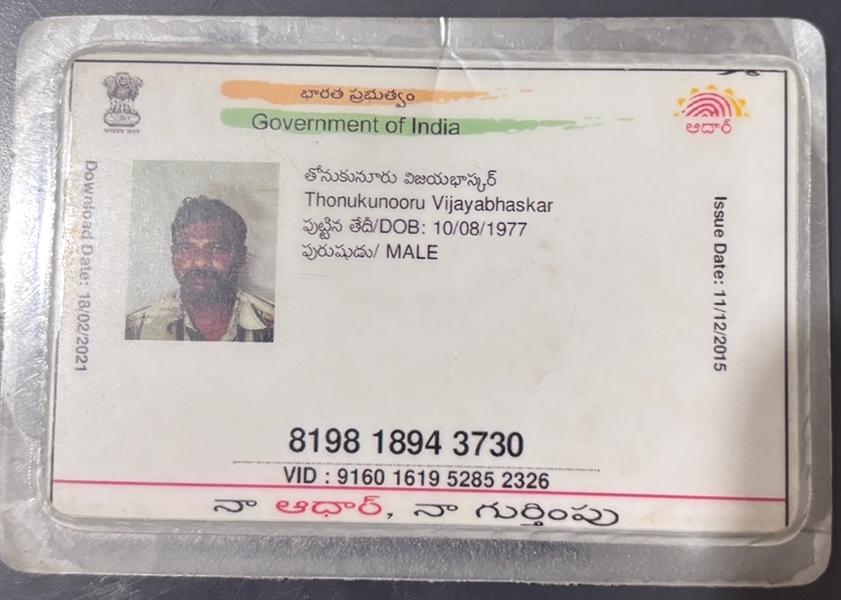 భారత ప్రభుత్వం
Government of India
ఆధార్
తోనుకునూరు విజయభాస్కర్
Thonukunooru Vijayabhaskar
పుట్టిన తేదీ/DOB: 10/08/1977
పురుషుడు/ MALE
Download Date: 18/02/2021
Issue Date: 11/12/2015
8198 1894 3730
VID : 9160 1619 5285 2326
నా ఆధార్, నా గుర్తింపు